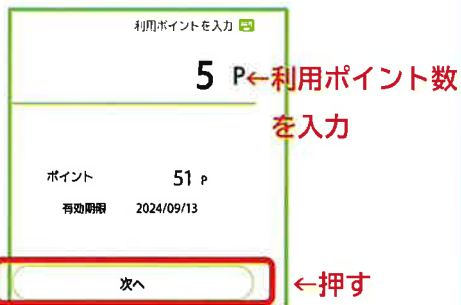 利用ポイントを入力
5 P←利用ポイント数
を入力
ポイント 51 P
有効期限 2024/09/13
次へ ←押す